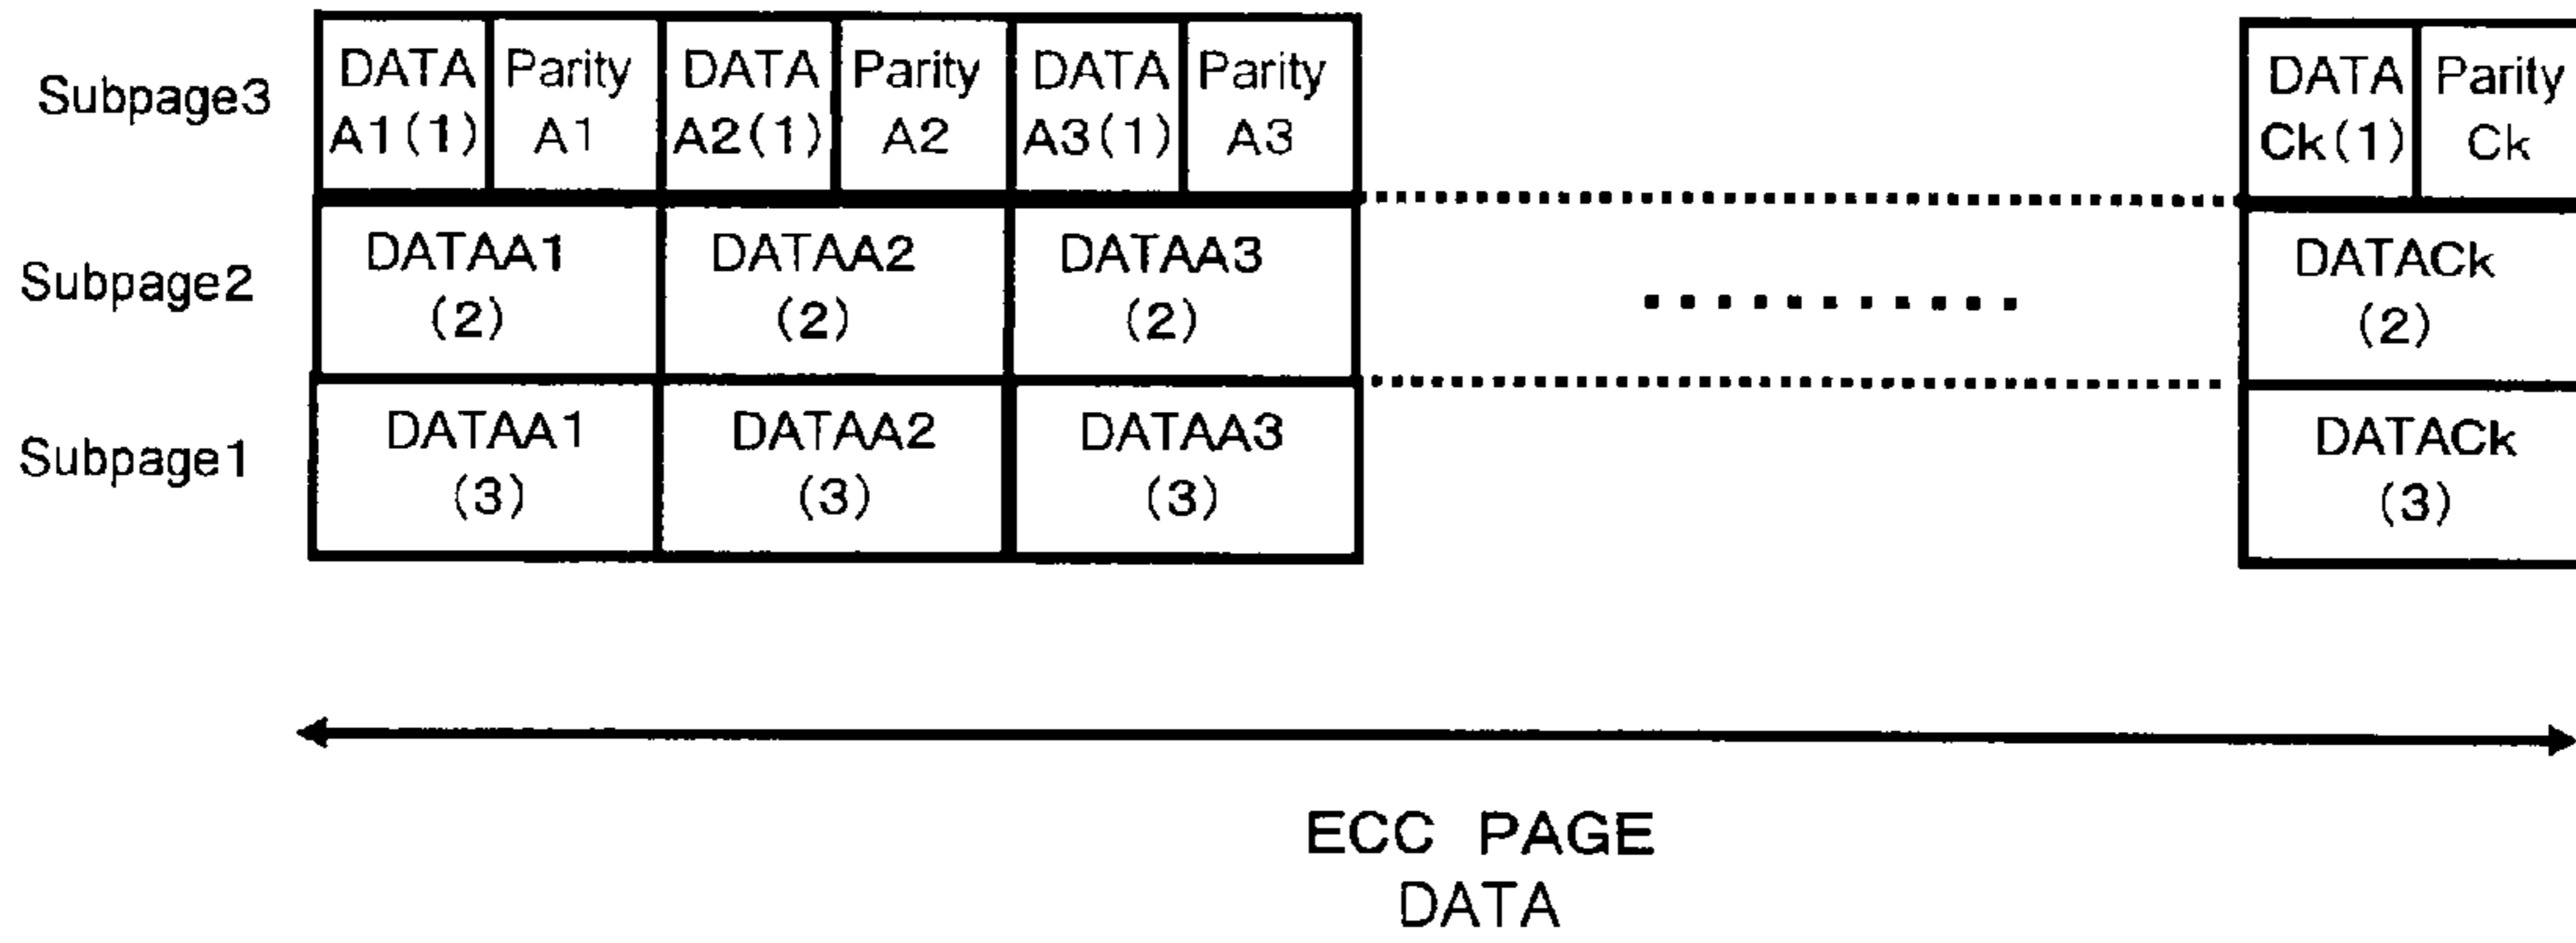 Subpage3
DATA A1(1)
Parity A1
DATA A2(1)
Parity A2
DATA A3(1)
Parity A3
DATA Ck(1)
Parity Ck
Subpage2
DATAA1 (2)
DATAA2 (2)
DATAA3 (2)
DATACk (2)
Subpage1
DATAA1 (3)
DATAA2 (3)
DATAA3 (3)
DATACk (3)
ECC PAGE
DATA